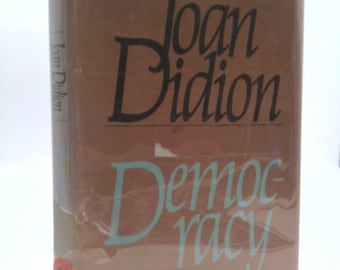 Joan
Didion
Democ-
racy
Joan Didion